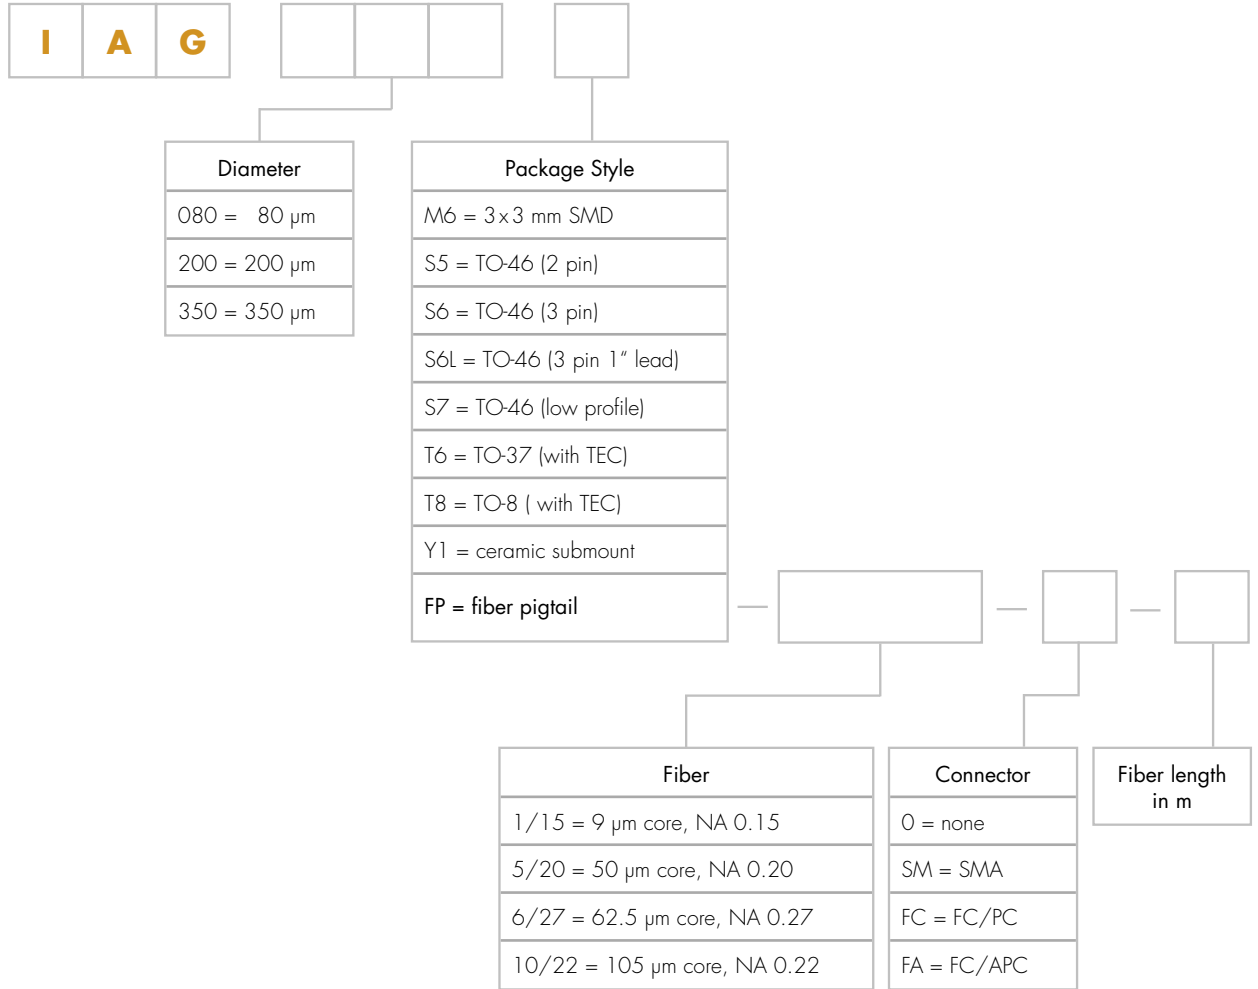 I A G
Diameter
080 = 80 µm
200 = 200 µm
350 = 350 µm
Package Style
M6 = 3x3 mm SMD
S5 = TO-46 (2 pin)
S6 = TO-46 (3 pin)
S6L = TO-46 (3 pin 1“ lead)
S7 = TO-46 (low profile)
T6 = TO-37 (with TEC)
T8 = TO-8 ( with TEC)
Y1 = ceramic submount
FP = fiber pigtail
Fiber
1/15 = 9 µm core, NA 0.15
5/20 = 50 µm core, NA 0.20
6/27 = 62.5 µm core, NA 0.27
10/22 = 105 µm core, NA 0.22
Connector
0 = none
SM = SMA
FC = FC/PC
FA = FC/APC
Fiber length
in m